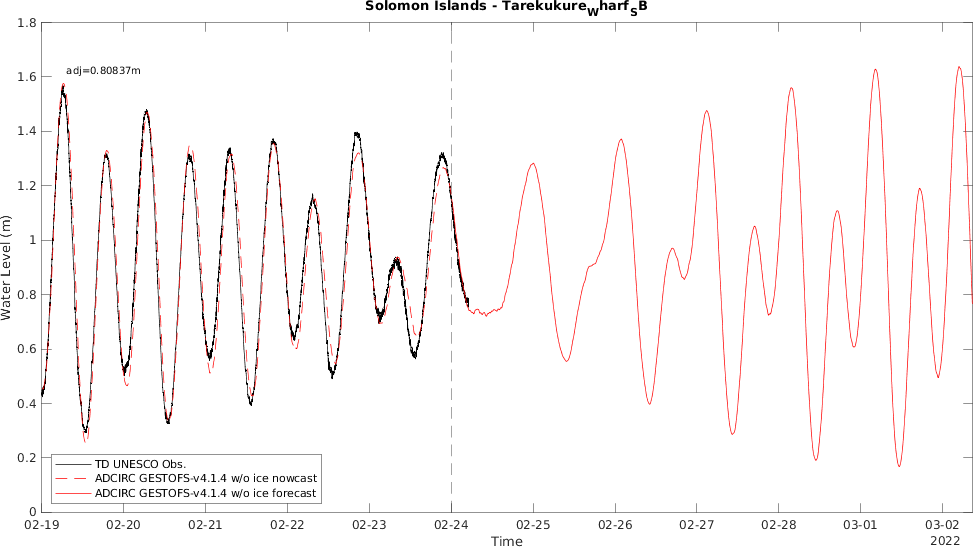 Solomon Islands - TarekukureWharfSB
1.8
1.6
1.4
1.2
1
0.8
0.6
0.4
0.2
0
Water Level (m)
adj=0.80837m
TD UNESCO Obs.
ADCIRC GESTOFS-v4.1.4 w/o ice nowcast
ADCIRC GESTOFS-v4.1.4 w/o ice forecast
02-19 02-20 02-21 02-22 02-23 02-24 02-25 02-26 02-27 02-28 03-01 03-02
2022
Time